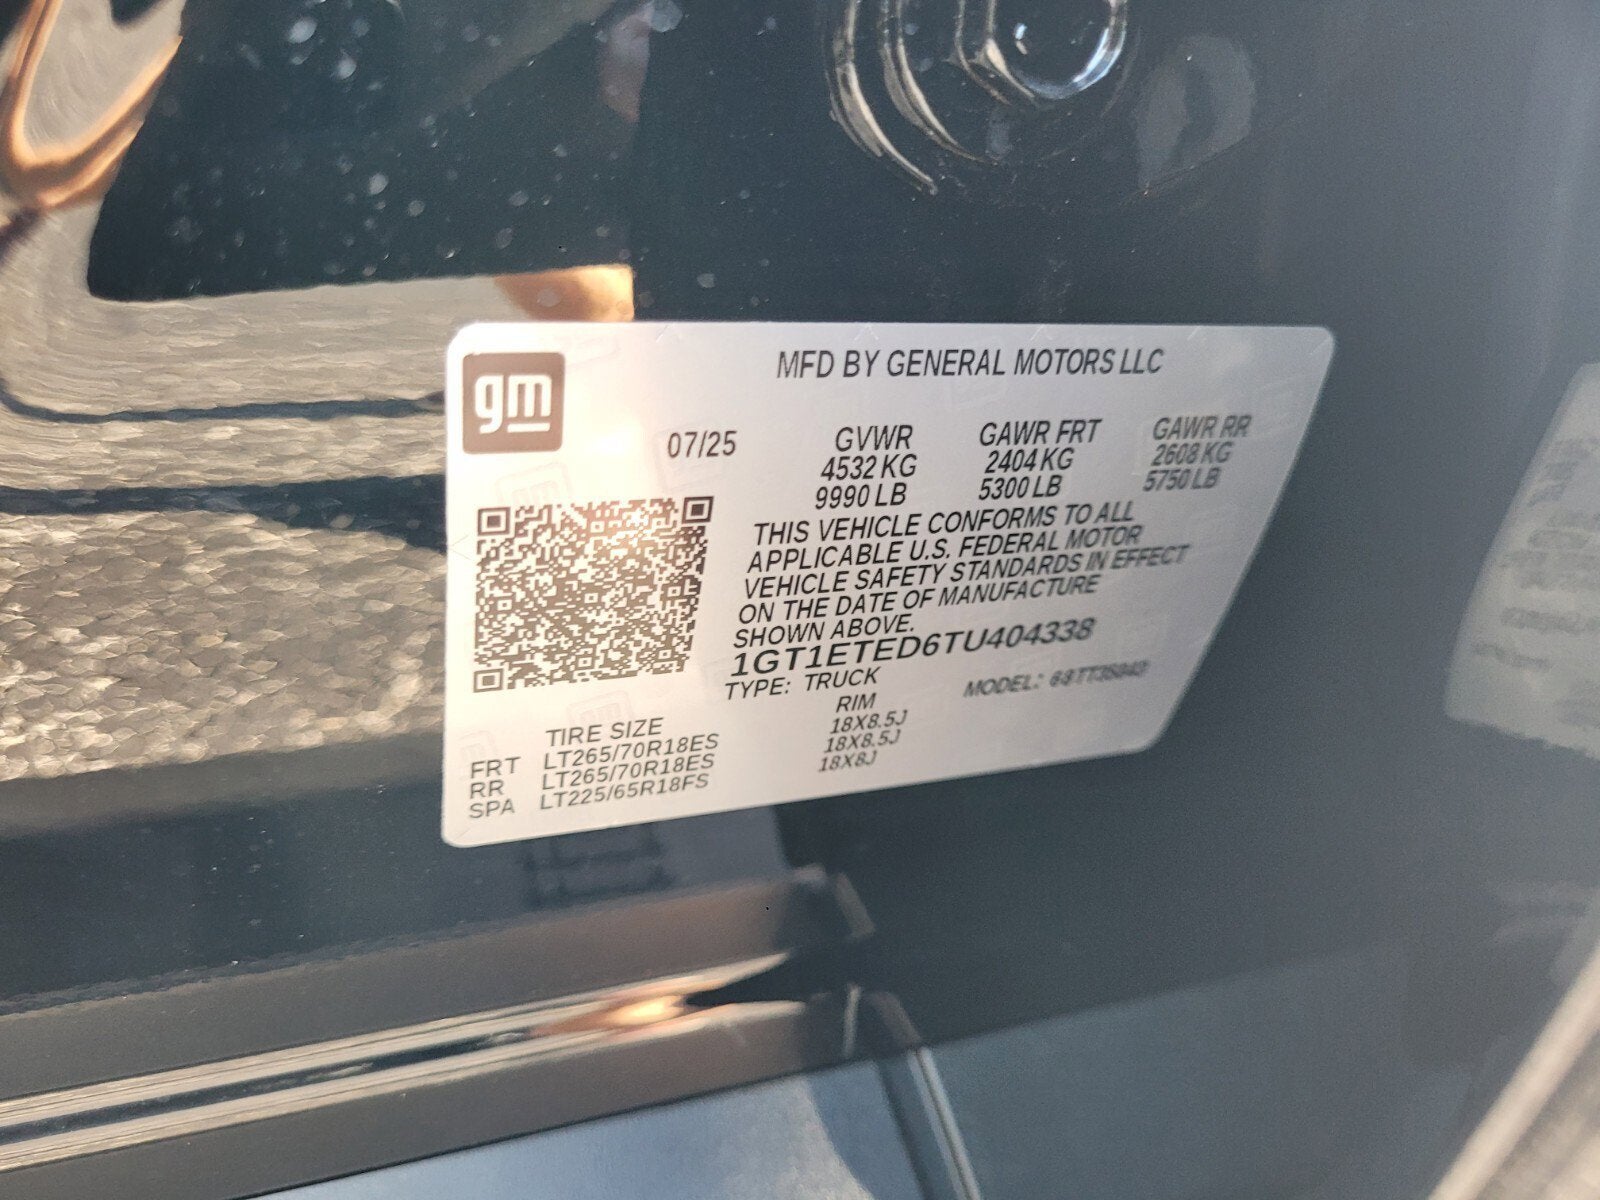 gm
MFD BY GENERAL MOTORS LLC
07/25
GVWR
4532 KG
9990 LB
GAWR FRT
2404 KG
5300 LB
GAWR RR
2608 KG
5750 LB
THIS VEHICLE CONFORMS TO ALL
APPLICABLE U.S. FEDERAL MOTOR
VEHICLE SAFETY STANDARDS IN EFFECT
ON THE DATE OF MANUFACTURE
SHOWN ABOVE.
1GT1ETED6TU404338
TYPE: TRUCK
MODEL:
TIRE SIZE RIM
FRT LT265/70R18ES 18X8.5J
RR LT265/70R18ES 18X8.5J
SPA LT225/65R18FS 18X8J